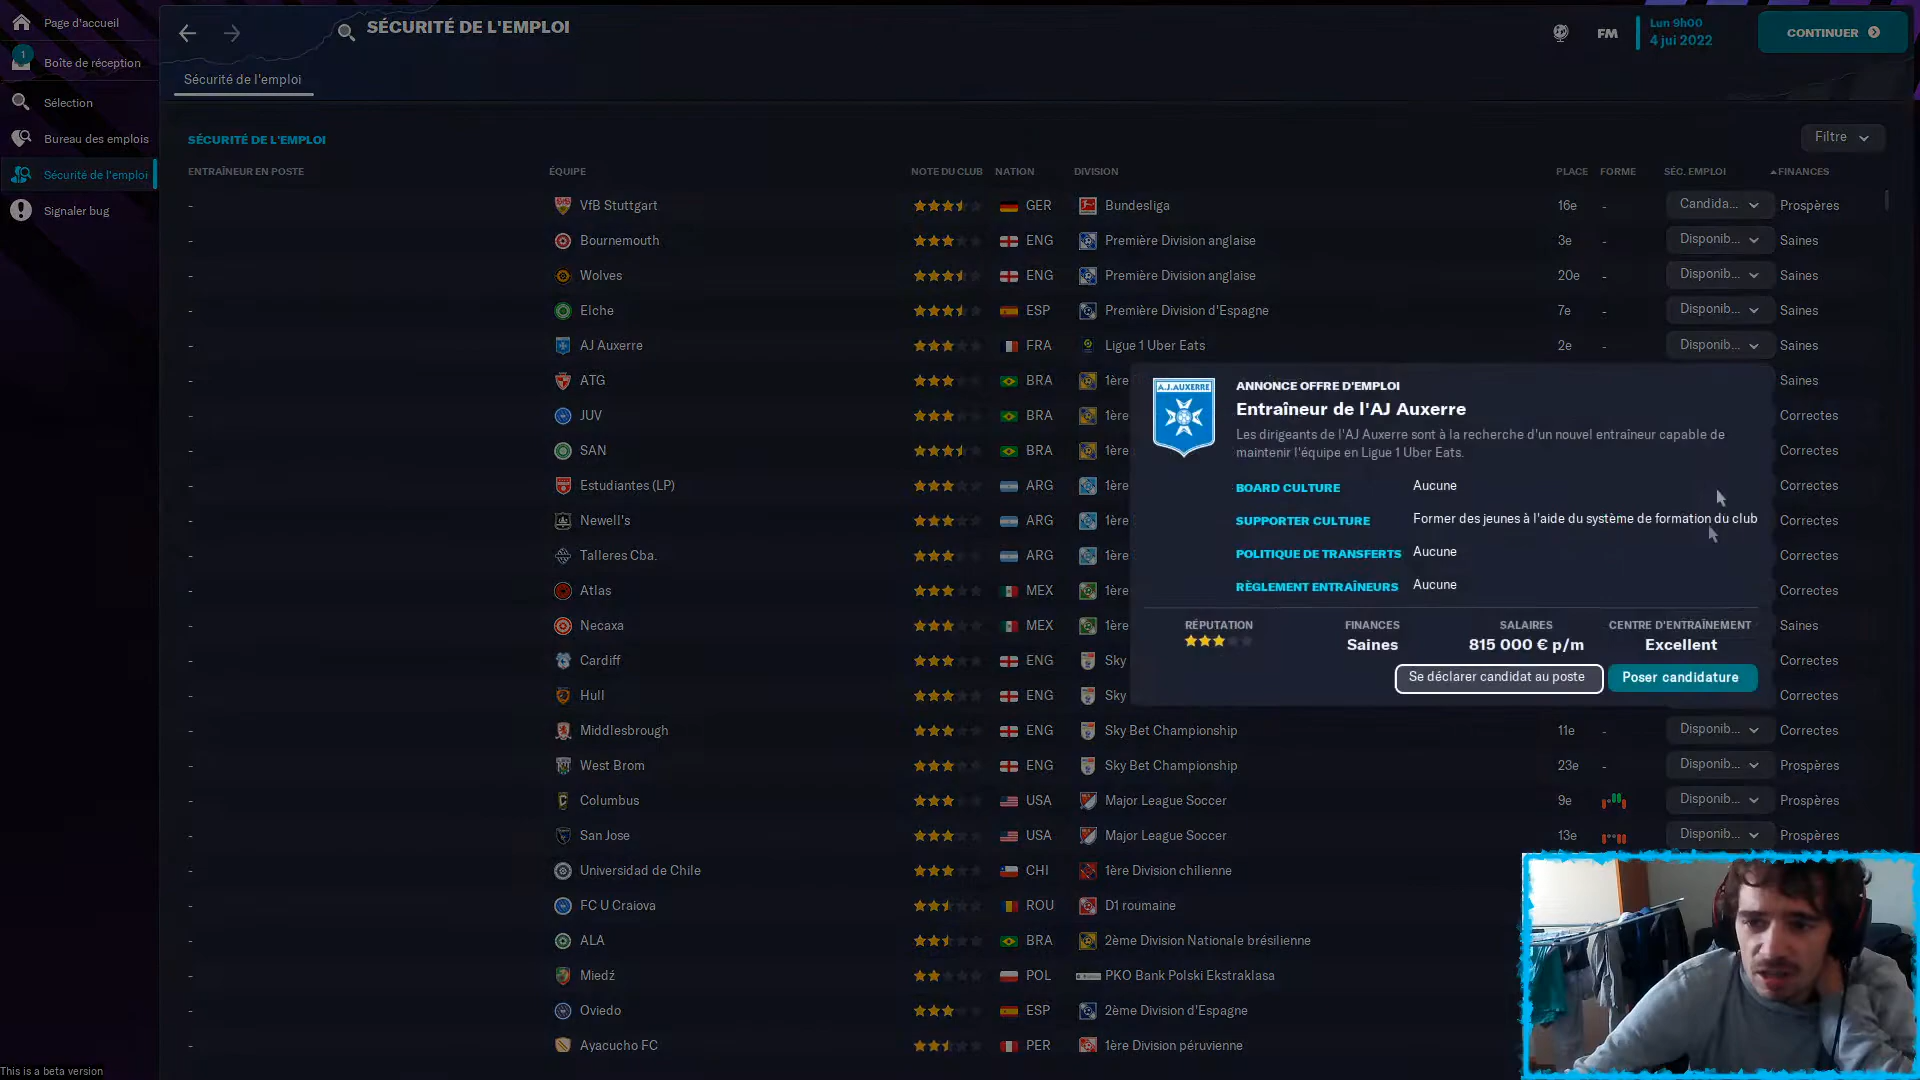 Page d'accueil
SÉCURITÉ DE L'EMPLOI
FM
Lun 9h00
4 jui 2022
CONTINUER
1
Boîte de réception
Sécurité de l'emploi
Sélection
Bureau des emplois
Sécurité de l'emploi
Signaler bug
SÉCURITÉ DE L'EMPLOI
Filtre
ENTRAÎNEUR EN POSTE ÉQUIPE NOTE DU CLUB NATION DIVISION PLACE FORME SÉC. EMPLOI FINANCES
- VfB Stuttgart GER Bundesliga 16e - Candida... Prospères
- Bournemouth ENG Première Division anglaise 3e - Disponib... Saines
- Wolves ENG Première Division anglaise 20e - Disponib... Saines
- Elche ESP Première Division d'Espagne 7e - Disponib... Saines
- AJ Auxerre FRA Ligue 1 Uber Eats 2e - Disponib... Saines
- ATG BRA 1ère Saines
- JUV BRA 1ère Correctes
- SAN BRA 1ère Correctes
- Estudiantes (LP) ARG 1ère Correctes
- Newell's ARG 1ère Correctes
- Talleres Cba. ARG 1ère Correctes
- Atlas MEX 1ère Correctes
- Necaxa MEX 1ère Saines
- Cardiff ENG Sky Correctes
- Hull ENG Sky Correctes
- Middlesbrough ENG Sky Bet Championship 11e - Disponib... Correctes
- West Brom ENG Sky Bet Championship 23e - Disponib... Prospères
- Columbus USA Major League Soccer 9e Disponib... Prospères
- San Jose USA Major League Soccer 13e Disponib... Prospères
- Universidad de Chile CHI 1ère Division chilienne
- FC U Craiova ROU D1 roumaine
- ALA BRA 2ème Division Nationale brésilienne
- Miedź POL PKO Bank Polski Ekstraklasa
- Oviedo ESP 2ème Division d'Espagne
- Ayacucho FC PER 1ère Division péruvienne
A.J.AUXERRE
ANNONCE OFFRE D'EMPLOI
Entraîneur de l'AJ Auxerre
Les dirigeants de l'AJ Auxerre sont à la recherche d'un nouvel entraîneur capable de
maintenir l'équipe en Ligue 1 Uber Eats.
BOARD CULTURE Aucune
SUPPORTER CULTURE Former des jeunes à l'aide du système de formation du club
POLITIQUE DE TRANSFERTS Aucune
RÈGLEMENT ENTRAÎNEURS Aucune
RÉPUTATION FINANCES SALAIRES CENTRE D'ENTRAÎNEMENT
Saines 815 000 € p/m Excellent
Se déclarer candidat au poste Poser candidature
This is a beta version